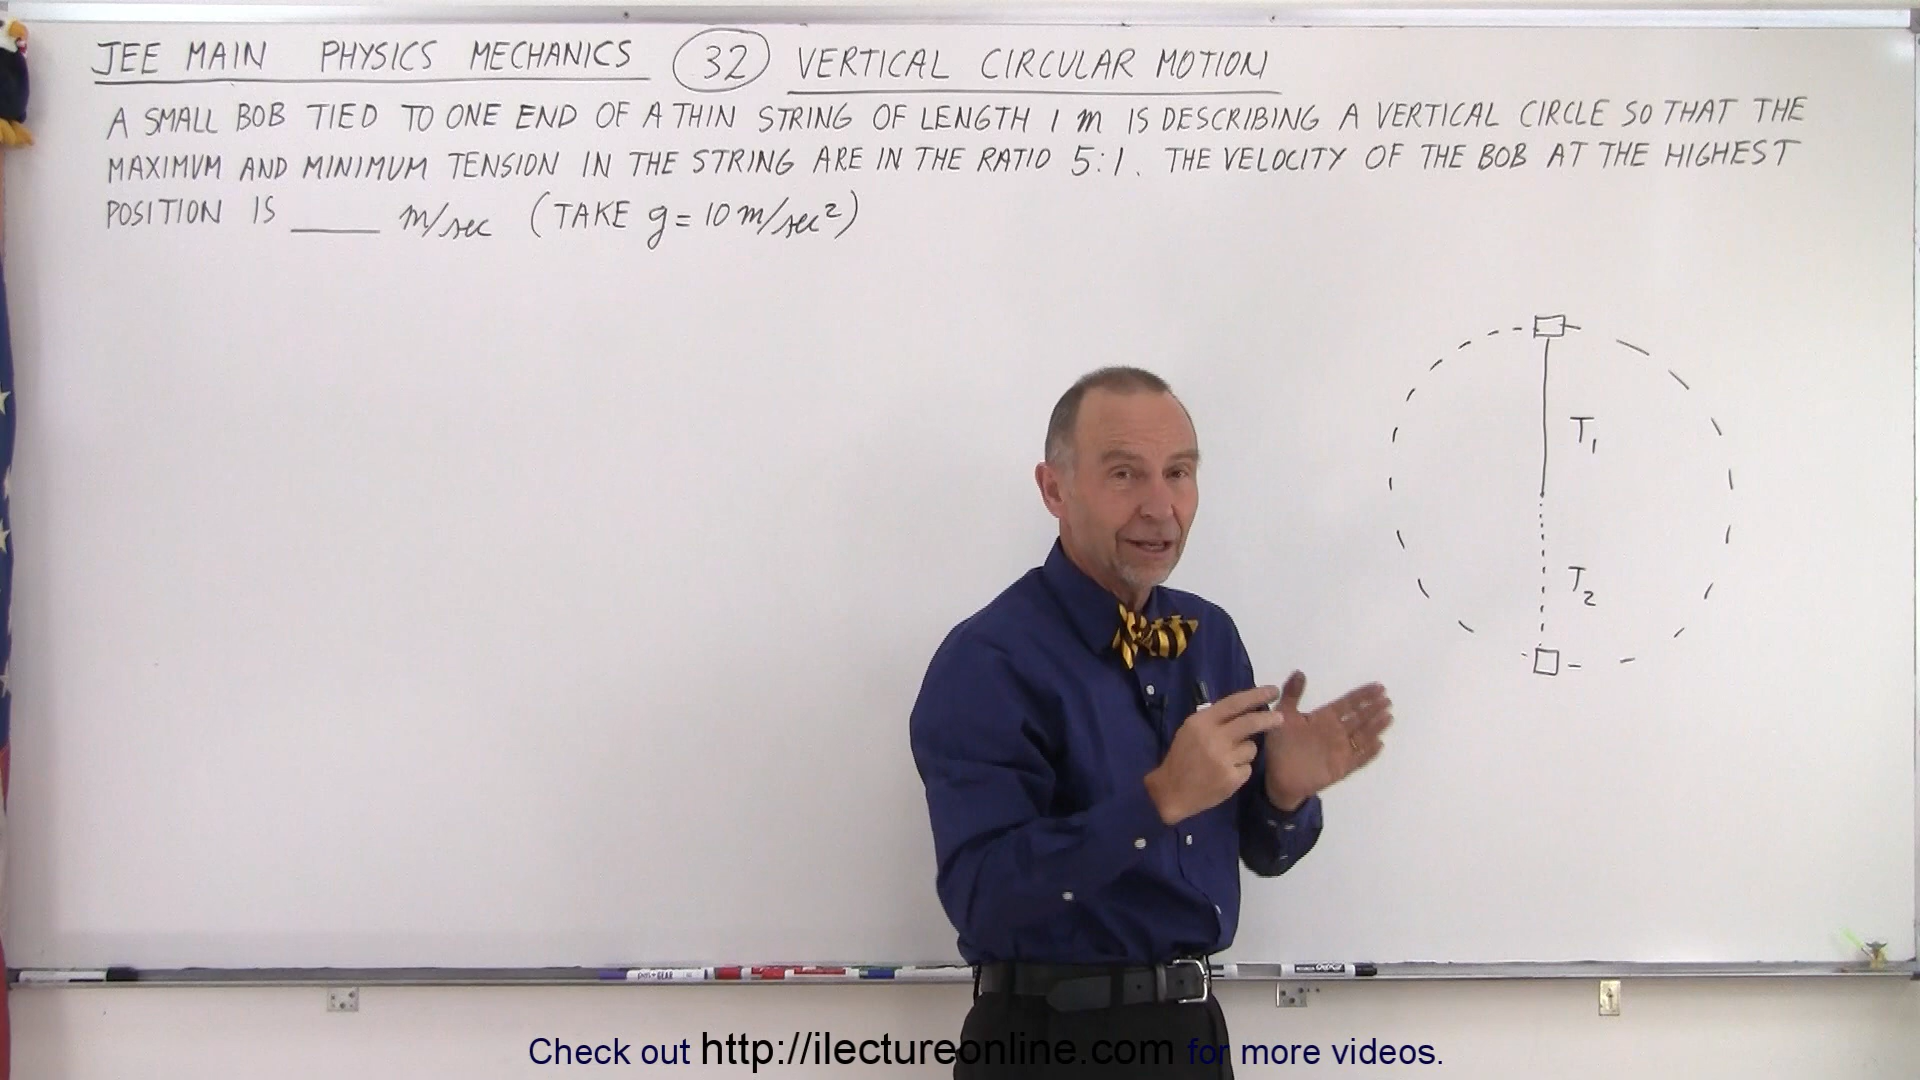 JEE MAIN PHYSICS MECHANICS 32 VERTICAL CIRCULAR MOTION
A SMALL BOB TIED TO ONE END OF A THIN STRING OF LENGTH 1 m IS DESCRIBING A VERTICAL CIRCLE SO THAT THE
MAXIMUM AND MINIMUM TENSION IN THE STRING ARE IN THE RATIO 5:1. THE VELOCITY OF THE BOB AT THE HIGHEST
POSITION IS ____ m/sec (TAKE g = 10 m/sec²)
T₁
T₂
Check out http://ilectureonline.com for more videos.